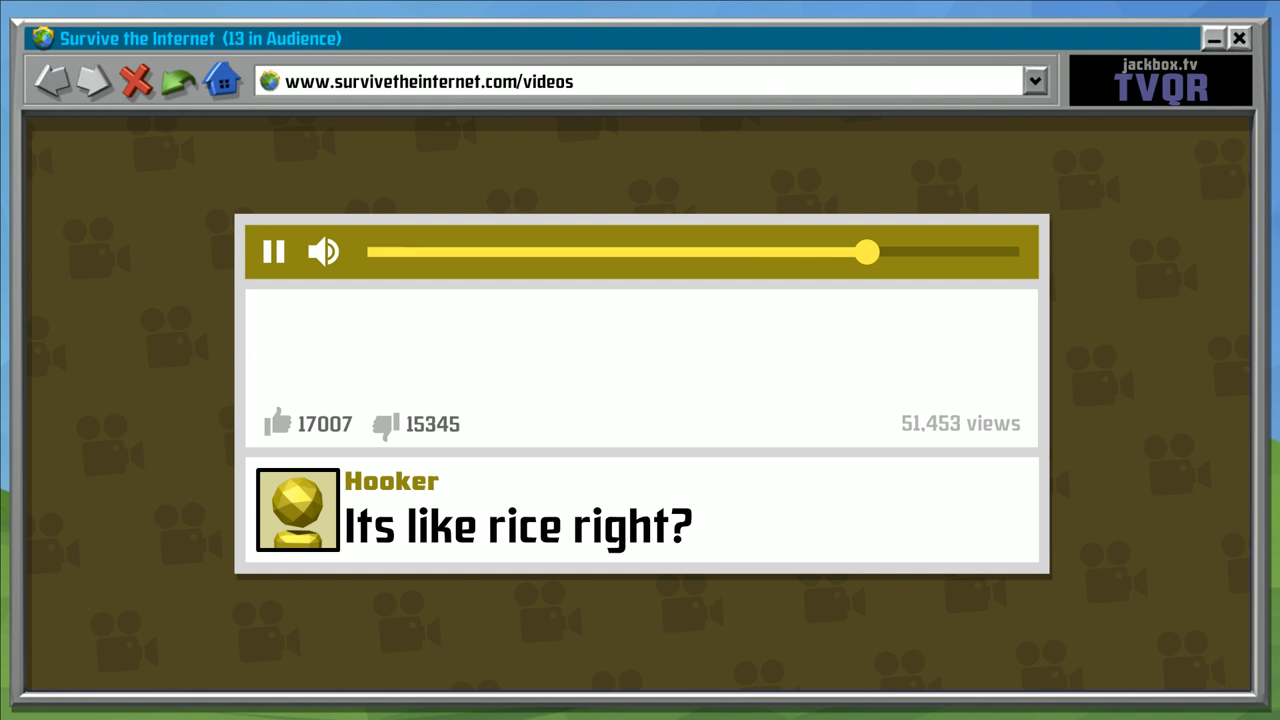 Survive the Internet (13 in Audience)
www.survivetheinternet.com/videos
jackbox.tv
TVQR
17007 15345 51,453 views
Hooker
Its like rice right?